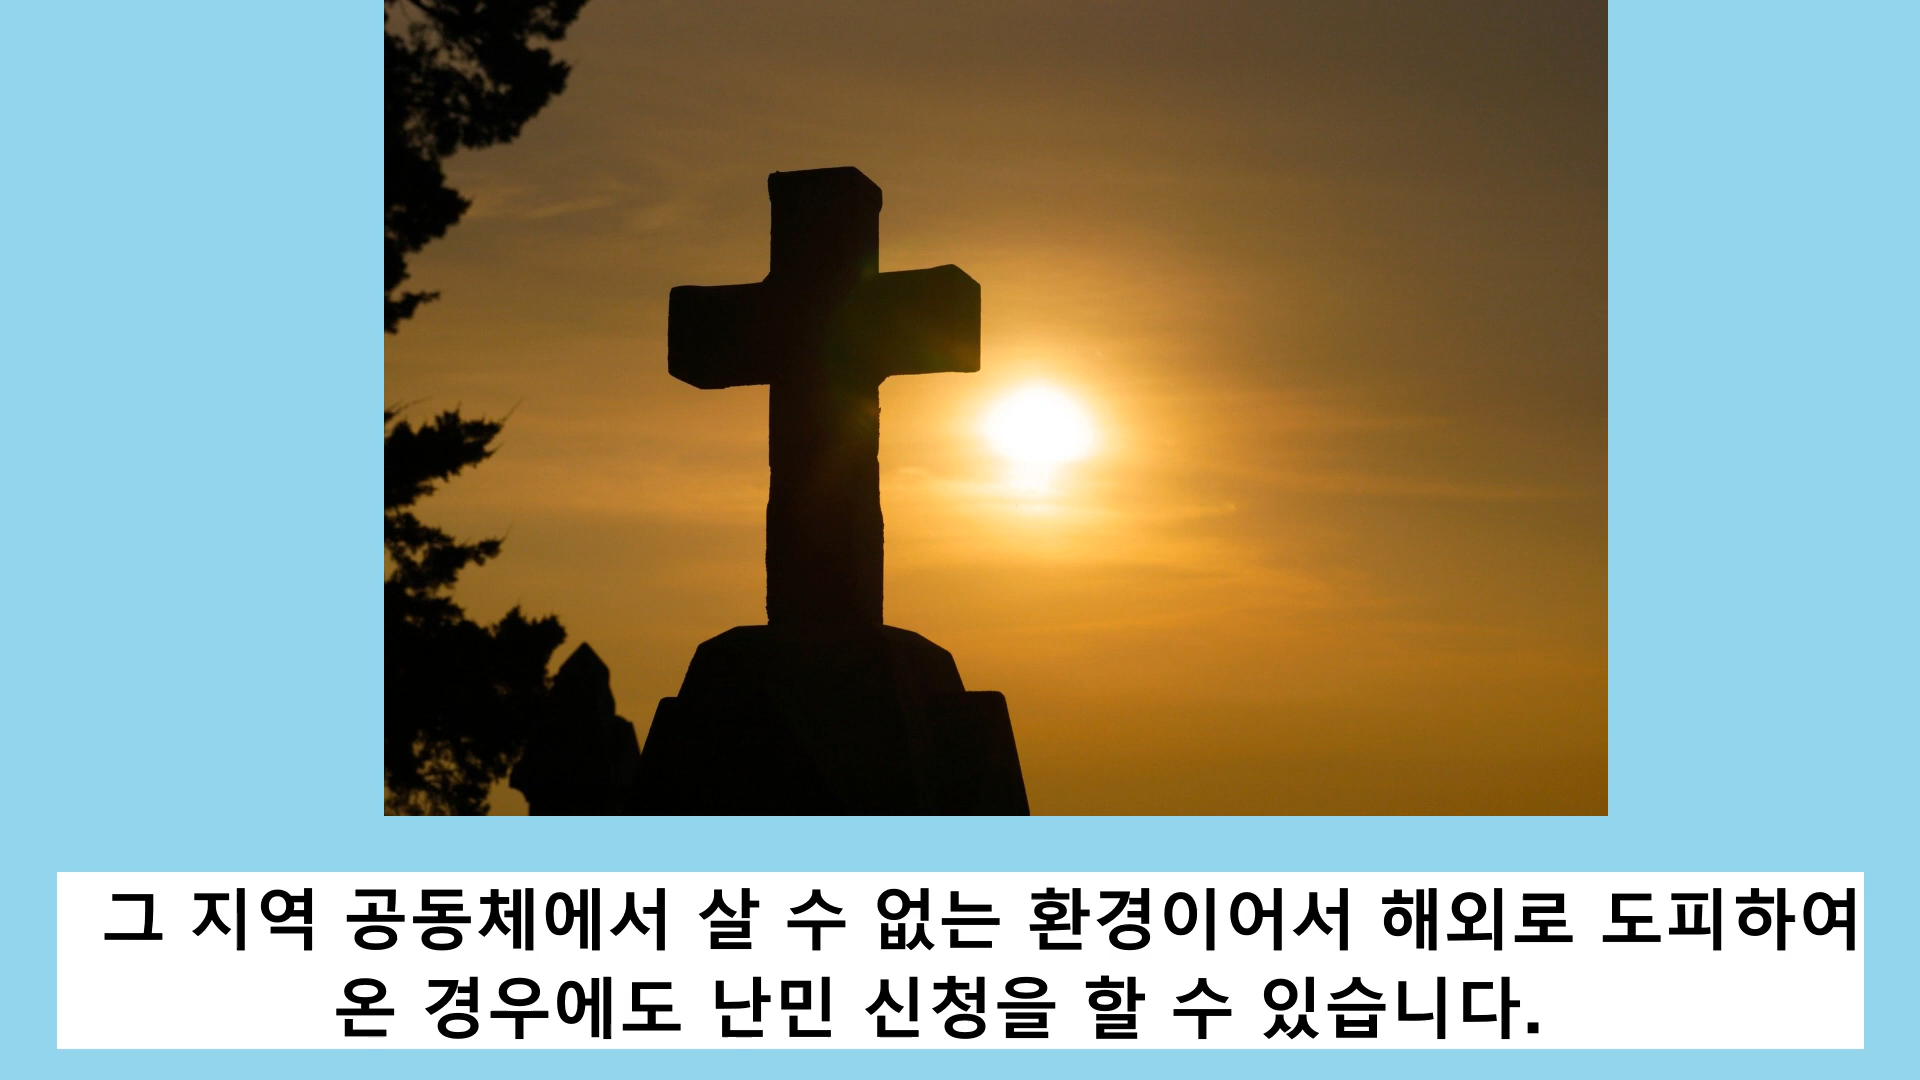 그 지역 공동체에서 살 수 없는 환경이어서 해외로 도피하여
온 경우에도 난민 신청을 할 수 있습니다.